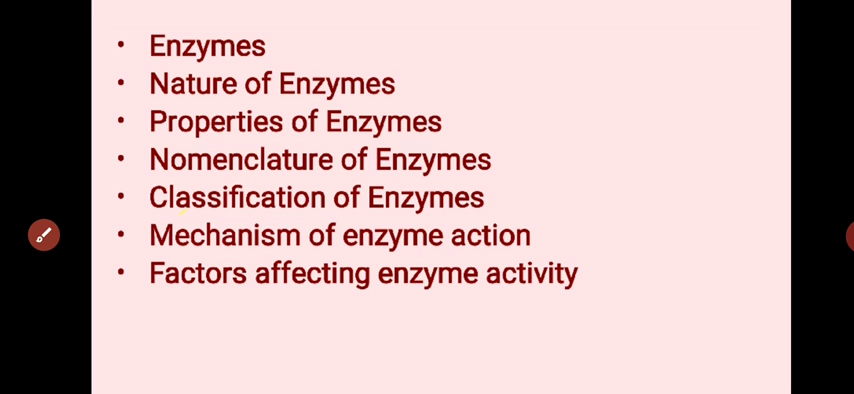 • Enzymes
• Nature of Enzymes
• Properties of Enzymes
• Nomenclature of Enzymes
• Classification of Enzymes
• Mechanism of enzyme action
• Factors affecting enzyme activity